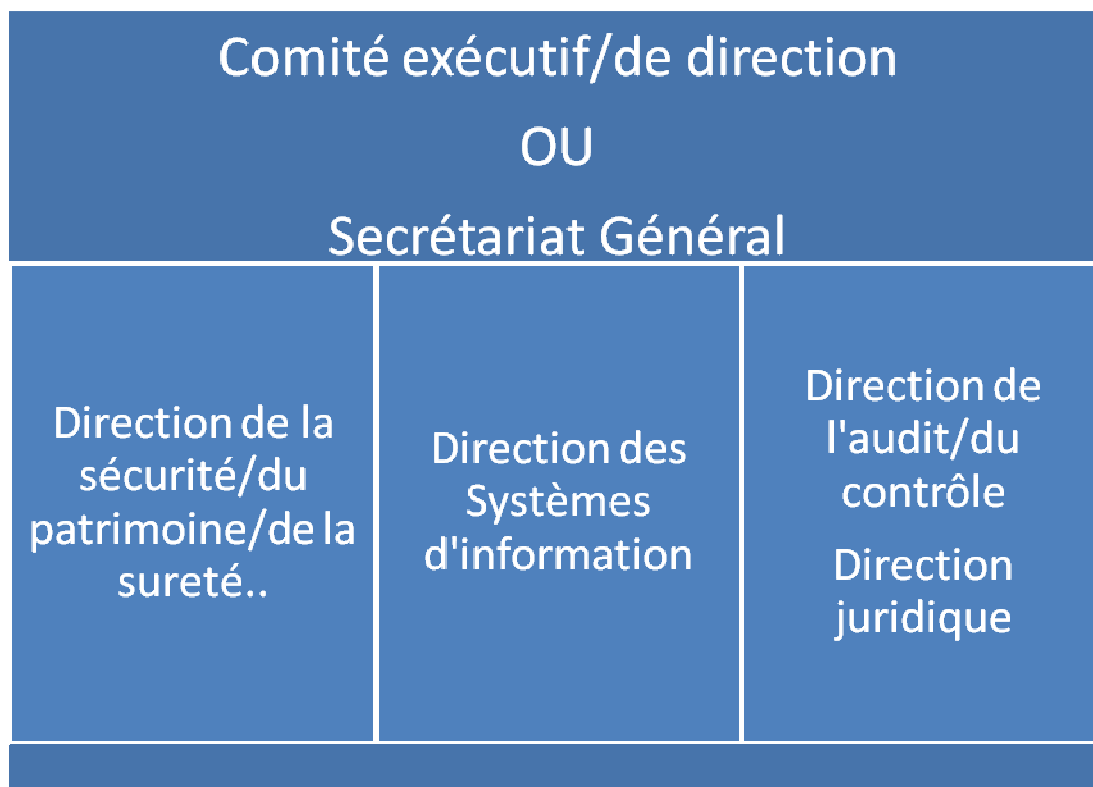 Comité exécutif/de direction
OU
Secrétariat Général
Direction de la
sécurité/du
patrimoine/de la
sureté..
Direction des
Systèmes
d'information
Direction de
l'audit/du
contrôle
Direction
juridique